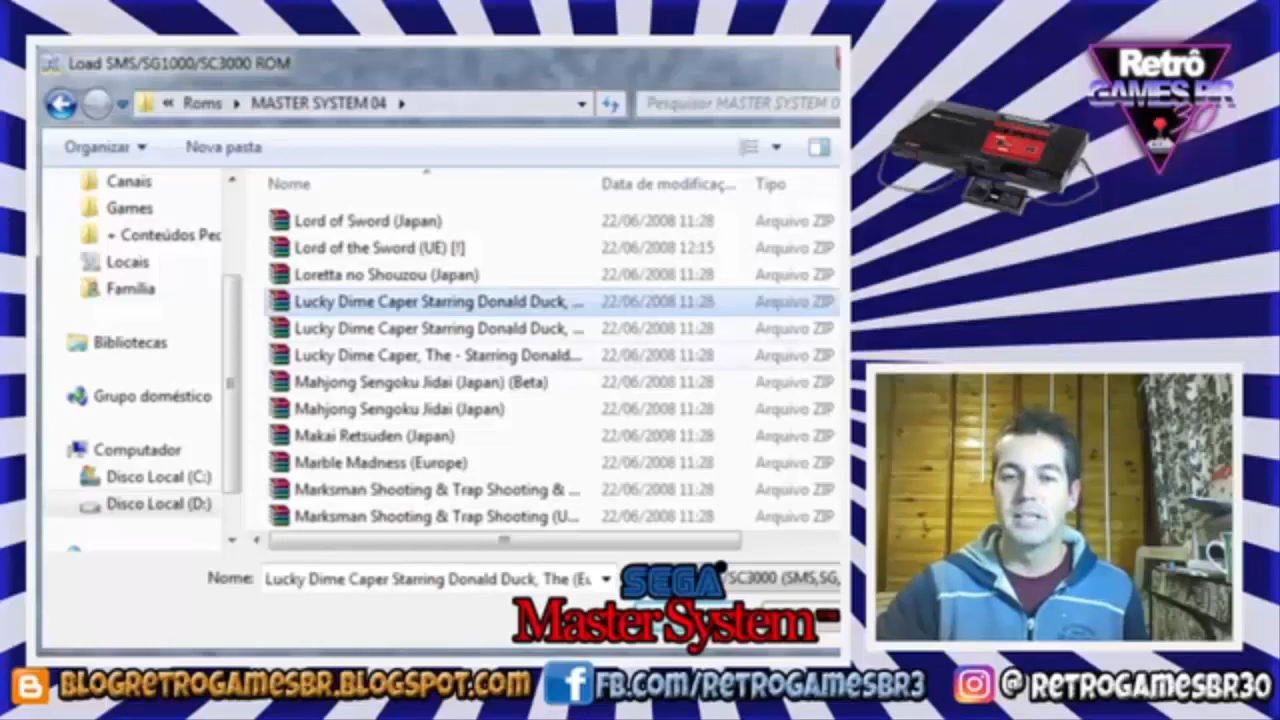 Load SMS/SG1000/SC3000 ROM
« Roms ▸ MASTER SYSTEM 04 ▸
Pesquisar MASTER SYSTEM 0
Organizar ▾ Nova pasta
Canais
Games
+ Conteúdos Pec
Locais
Família
Bibliotecas
Grupo doméstico
Computador
Disco Local (C:)
Disco Local (D:)
Nome Data de modificaç... Tipo
Lord of Sword (Japan) 22/06/2008 11:28 Arquivo ZIP
Lord of the Sword (UE) [!] 22/06/2008 12:15 Arquivo ZIP
Loretta no Shouzou (Japan) 22/06/2008 11:28 Arquivo ZIP
Lucky Dime Caper Starring Donald Duck, ... 22/06/2008 11:28 Arquivo ZIP
Lucky Dime Caper Starring Donald Duck, ... 22/06/2008 11:28 Arquivo ZIP
Lucky Dime Caper, The - Starring Donald... 22/06/2008 11:28 Arquivo ZIP
Mahjong Sengoku Jidai (Japan) (Beta) 22/06/2008 11:28 Arquivo ZIP
Mahjong Sengoku Jidai (Japan) 22/06/2008 11:28 Arquivo ZIP
Makai Retsuden (Japan) 22/06/2008 11:28 Arquivo ZIP
Marble Madness (Europe) 22/06/2008 11:28 Arquivo ZIP
Marksman Shooting & Trap Shooting & ... 22/06/2008 11:28 Arquivo ZIP
Marksman Shooting & Trap Shooting (U... 22/06/2008 11:28 Arquivo ZIP
Nome: Lucky Dime Caper Starring Donald Duck, The (Eu /SC3000 (SMS,SG,
SEGA
Master System
Retrô
GAMES BR
30
BLOGRETROGAMESBR.BLOGSPOT.COM
FB.COM/RETROGAMESBR3
@RETROGAMESBR30